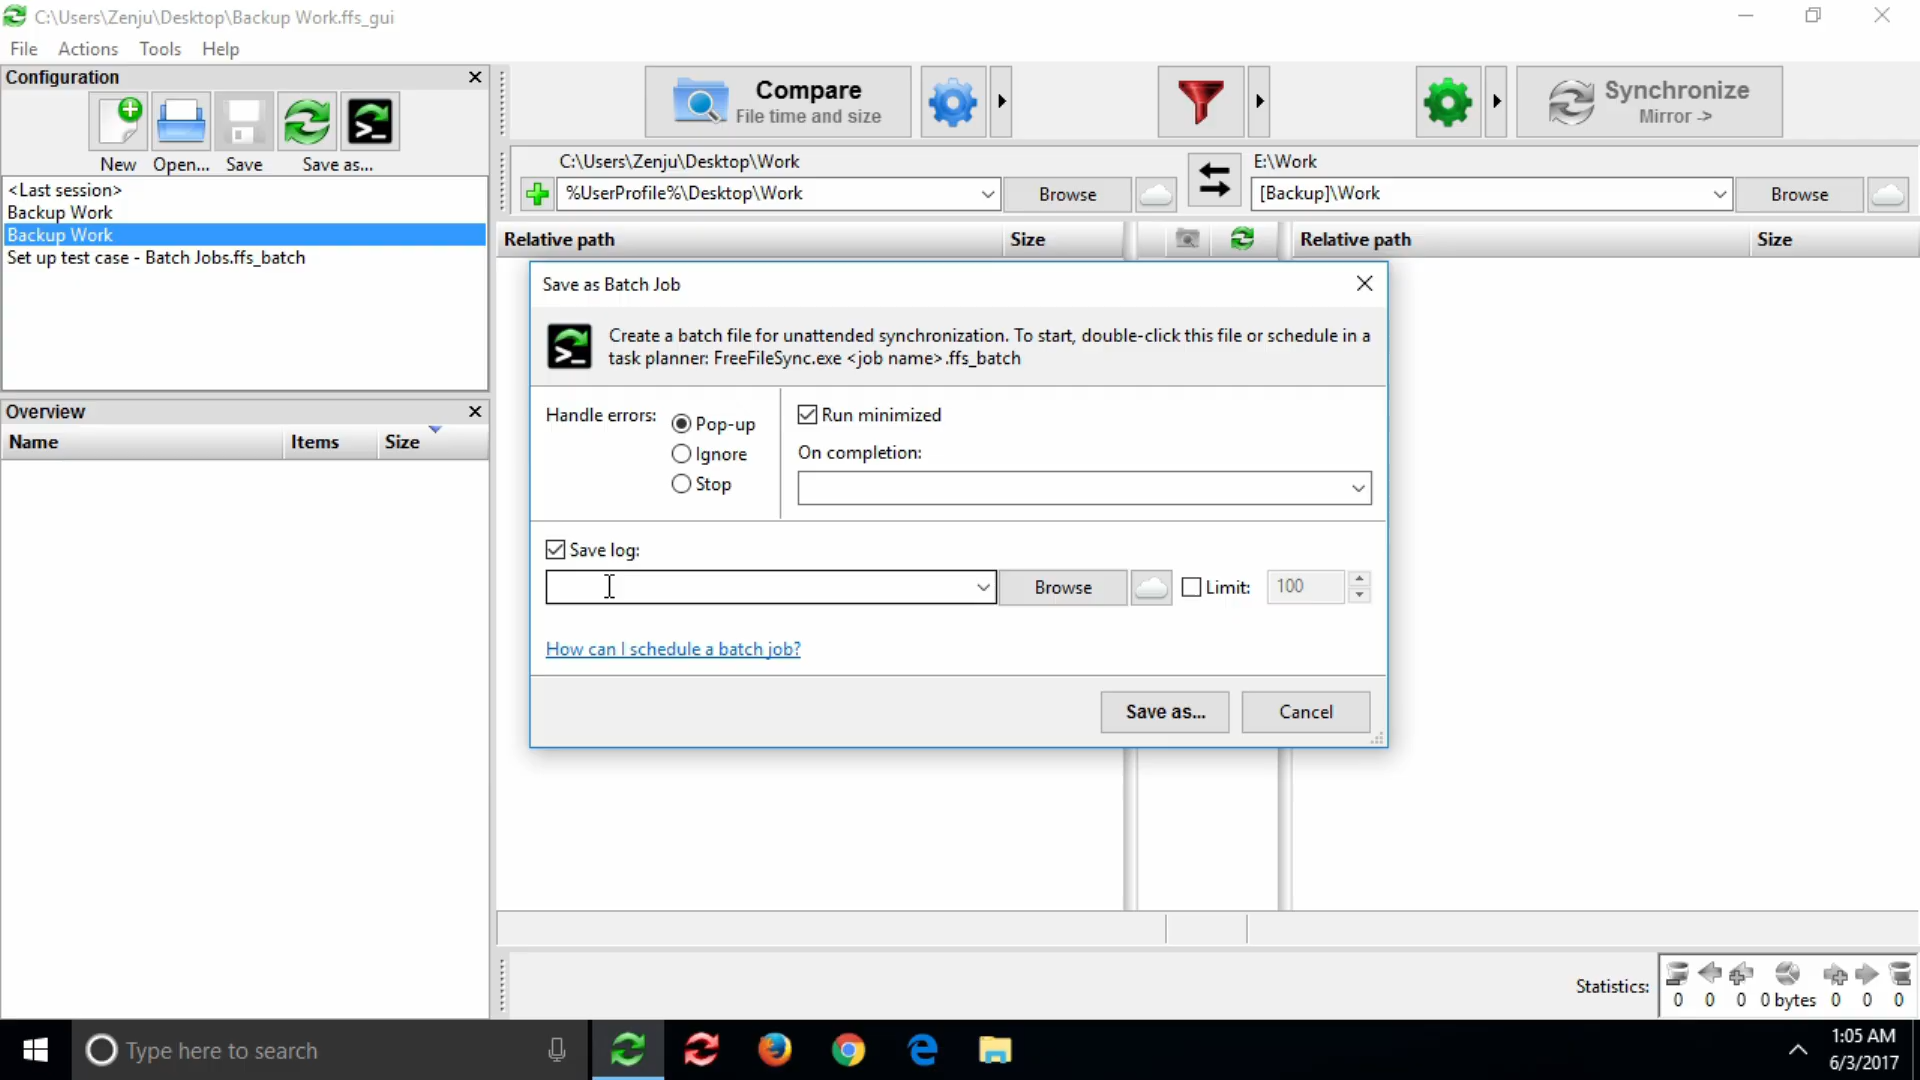 C:\Users\Zenju\Desktop\Backup Work.ffs_gui
File Actions Tools Help
Configuration
New Open... Save Save as...
<Last session>
Backup Work
Backup Work
Set up test case - Batch Jobs.ffs_batch
Overview
Name Items Size
Compare
File time and size
Synchronize
Mirror ->
C:\Users\Zenju\Desktop\Work
%UserProfile%\Desktop\Work
Browse
E:\Work
[Backup]\Work
Browse
Relative path Size
Relative path Size
Save as Batch Job
Create a batch file for unattended synchronization. To start, double-click this file or schedule in a
task planner: FreeFileSync.exe <job name>.ffs_batch
Handle errors:
Pop-up
Ignore
Stop
Run minimized
On completion:
Save log:
Browse
Limit: 100
How can I schedule a batch job?
Save as... Cancel
Statistics:
0 0 0 0 bytes 0 0 0
Type here to search
1:05 AM
6/3/2017